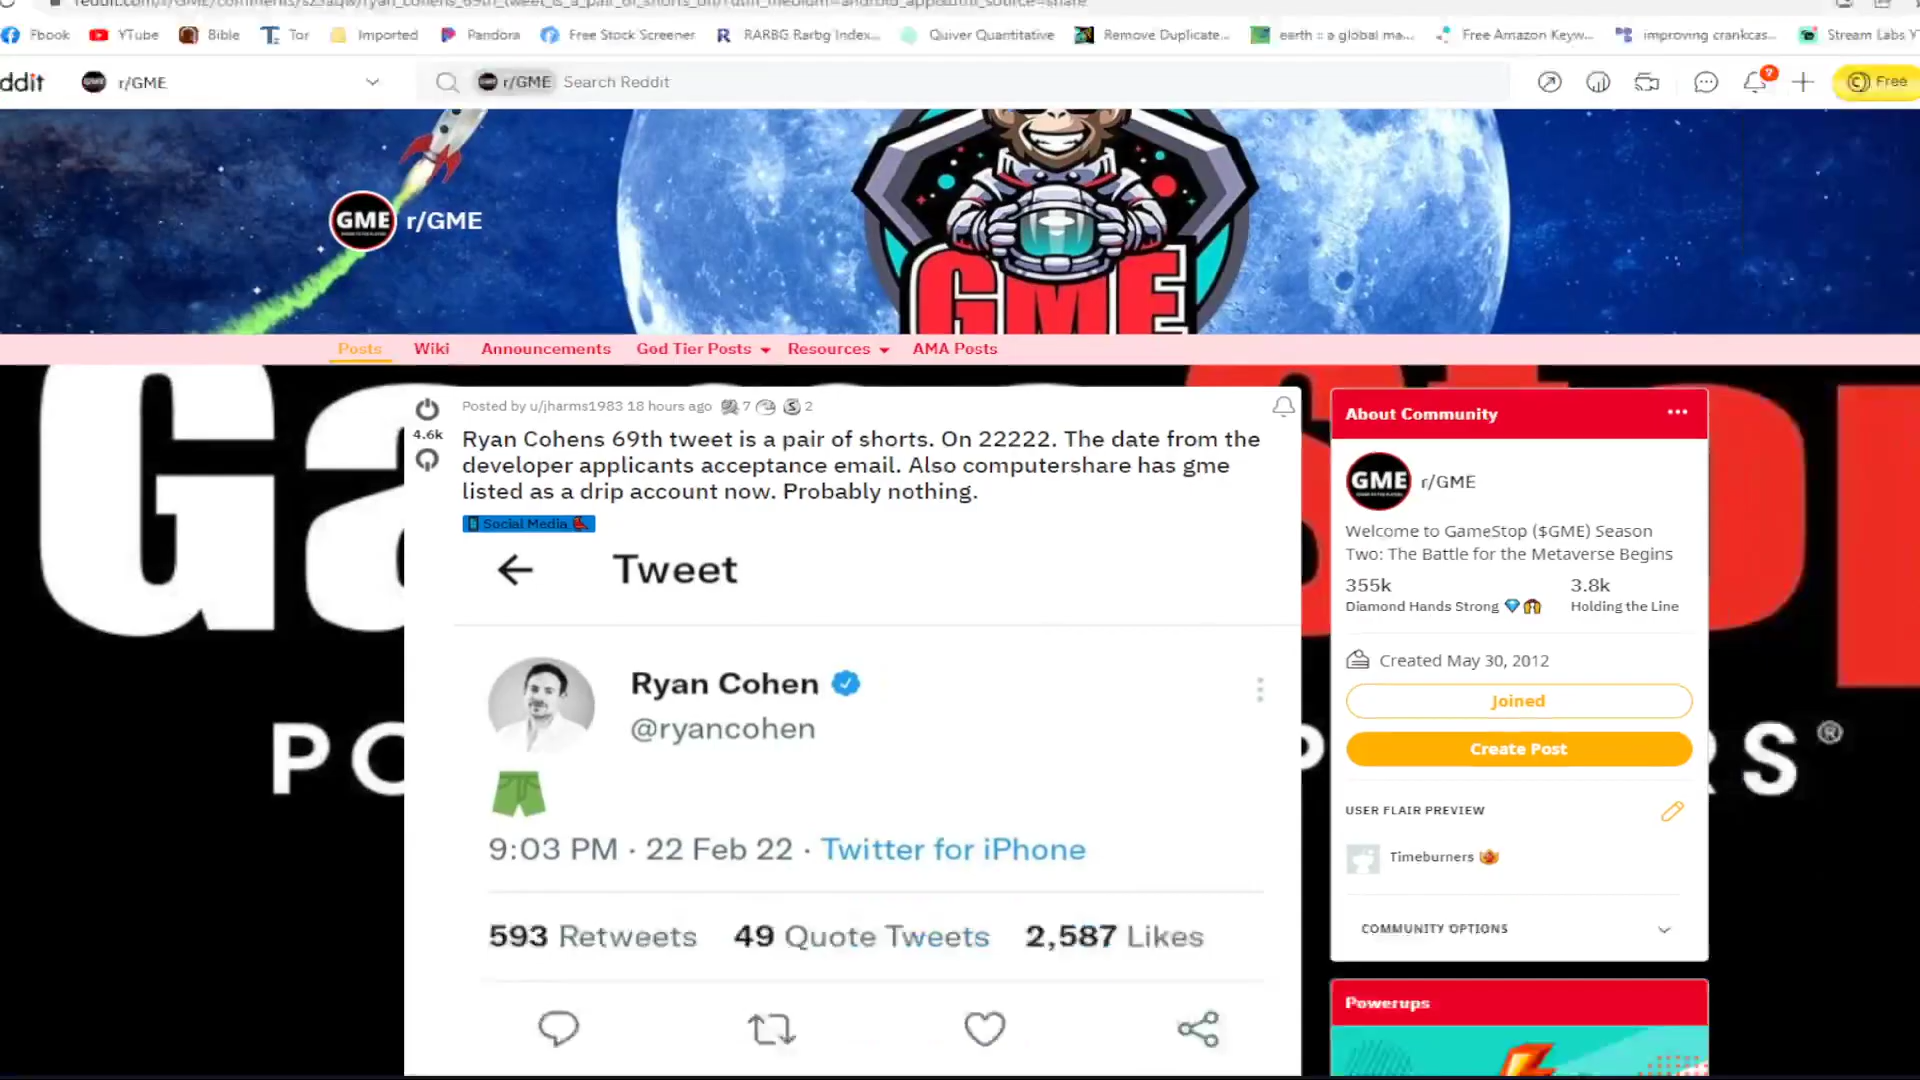 Fbook YTube Bible Tor Imported Pandora Free Stock Screener RARBG Rarbg Index... Quiver Quantitative Remove Duplicate... earth :: a global ma... Free Amazon Keyw... improving crankcas... Stream Labs YT
ddit r/GME r/GME Search Reddit 7 Free
GME r/GME
GME
Posts Wiki Announcements God Tier Posts Resources AMA Posts
Posted by u/jharms1983 18 hours ago 7 2
4.6k
Ryan Cohens 69th tweet is a pair of shorts. On 22222. The date from the
developer applicants acceptance email. Also computershare has gme
listed as a drip account now. Probably nothing.
Social Media
Tweet
Ryan Cohen
@ryancohen
9:03 PM · 22 Feb 22 · Twitter for iPhone
593 Retweets 49 Quote Tweets 2,587 Likes
About Community
GME r/GME
Welcome to GameStop ($GME) Season
Two: The Battle for the Metaverse Begins
355k 3.8k
Diamond Hands Strong 💎🙌 Holding the Line
Created May 30, 2012
Joined
Create Post
USER FLAIR PREVIEW
Timeburners
COMMUNITY OPTIONS
Powerups